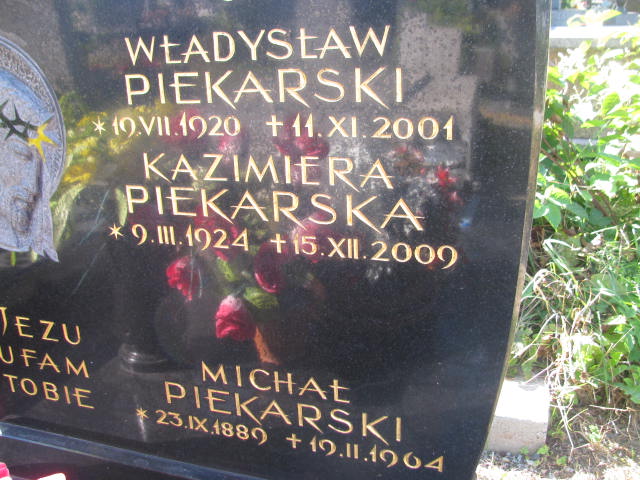 WŁADYSŁAW
PIEKARSKI
* 19.VII.1920 + 11.XI.2001
KAZIMIERA
PIEKARSKA
* 9.III.1924 + 15.XII.2009
JEZU
UFAM
TOBIE
MICHAŁ
PIEKARSKI
* 23.IX.1889 + 19.II.1964